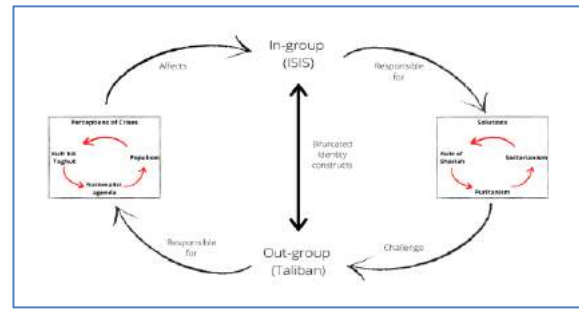 In-group
(ISIS)
Affects
Responsible
for
Perceptions of Crises
Kufr bit
Taghut
Populism
Nationalist
agenda
Bifurcated
identity
constructs
Solutions
Rule of
Shariah
Sectarianism
Puritanism
Responsible
for
Challenge
Out-group
(Taliban)